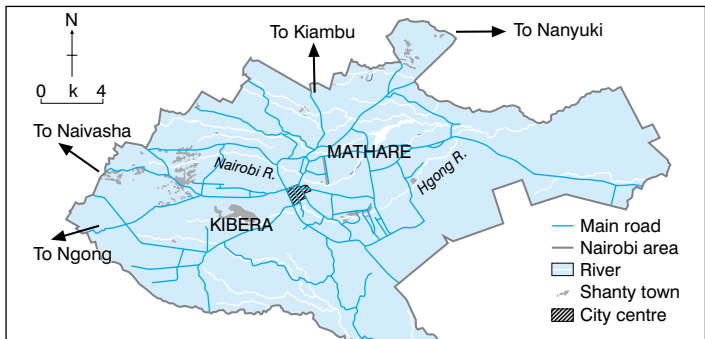 N
0 k 4
To Kiambu
To Nanyuki
To Naivasha
MATHARE
Nairobi R.
Hgong R.
KIBERA
To Ngong
Main road
Nairobi area
River
Shanty town
City centre